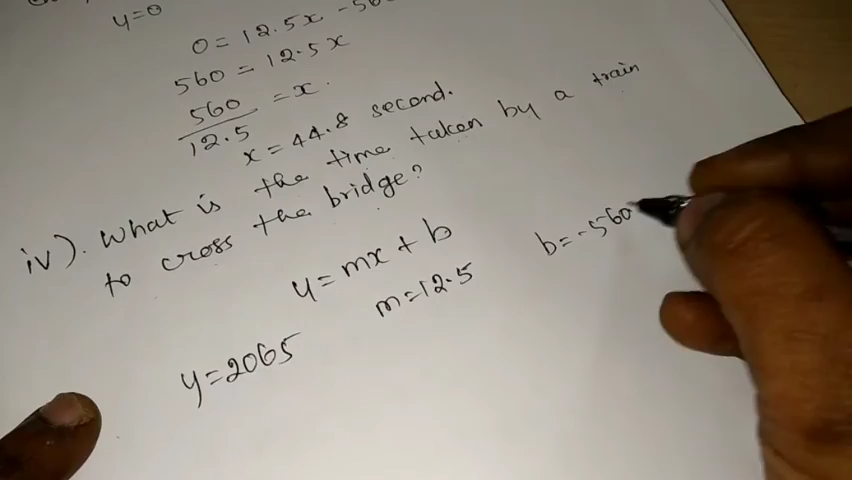 y=0
0=12.5x -560
560=12.5x
560/12.5 =x.
x=44.8 second.
iv). What is the time taken by a train
to cross the bridge?
y=mx+b
y=2065 m=12.5 b=-560